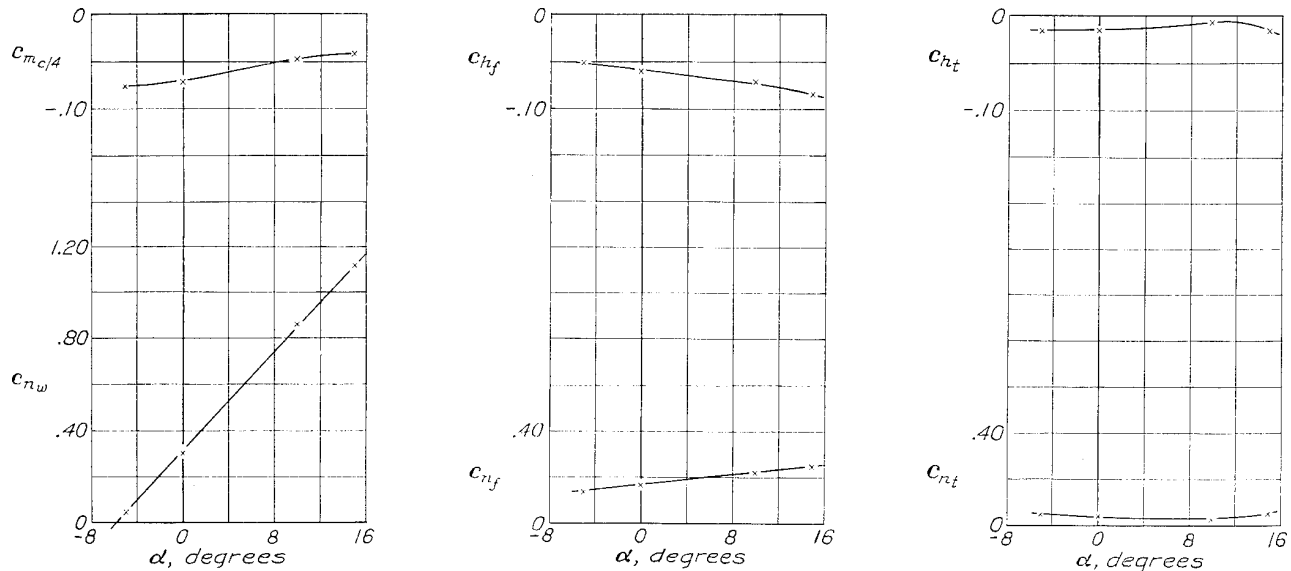 0
c_{m_{c/4}}
-.10
1.20
.80
c_{n_w}
.40
0
-8 0 8 16
α, degrees
0
c_{h_f}
-.10
.40
c_{n_f}
0
-8 0 8 16
α, degrees
0
c_{h_t}
-.10
.40
c_{n_t}
0
-8 0 8 16
α, degrees